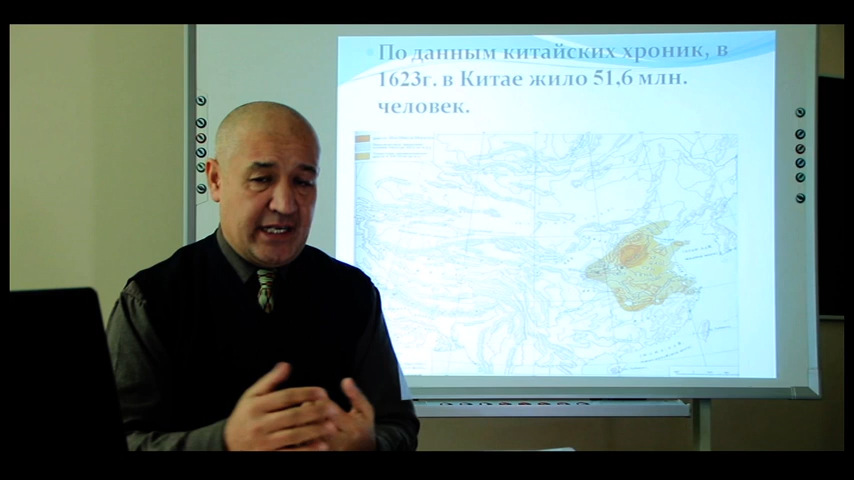 По данным китайских хроник, в
1623г. в Китае жило 51,6 млн.
человек.